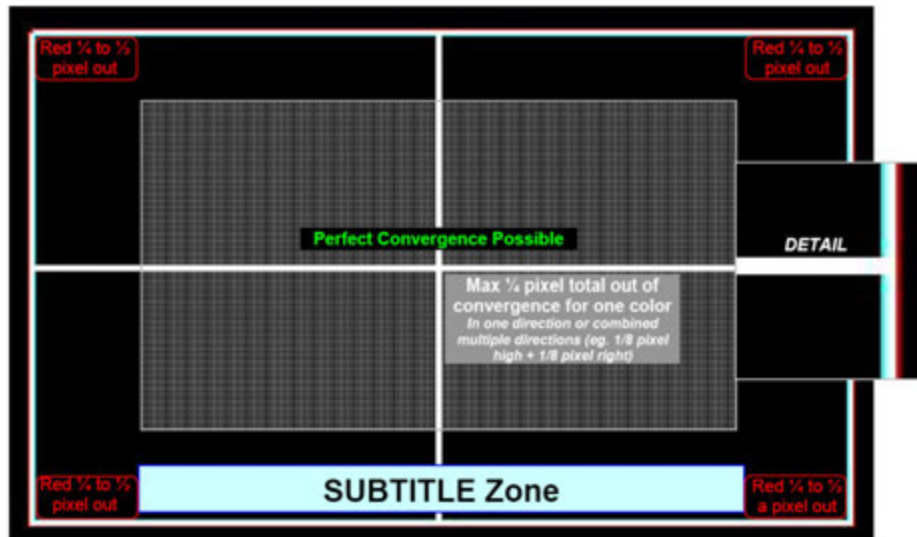 Red ¼ to ½
pixel out
Red ¼ to ½
pixel out
Perfect Convergence Possible
DETAIL
Max ¼ pixel total out of
convergence for one color
In one direction or combined
multiple directions (eg. 1/8 pixel
high + 1/8 pixel right)
Red ¼ to ½
pixel out
SUBTITLE Zone
Red ¼ to ½
a pixel out